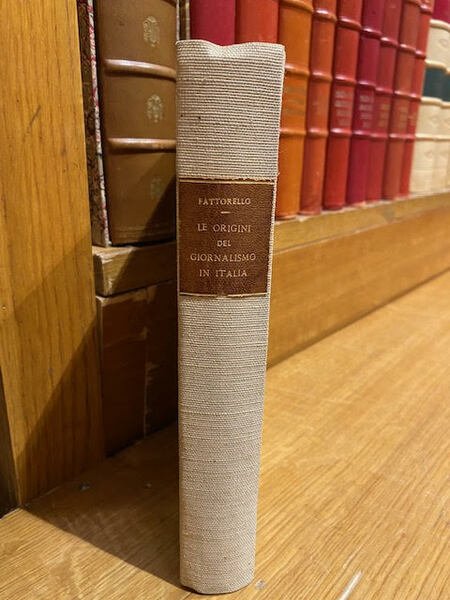 FATTORELLO
LE ORIGINI
DEL
GIORNALISMO
IN ITALIA